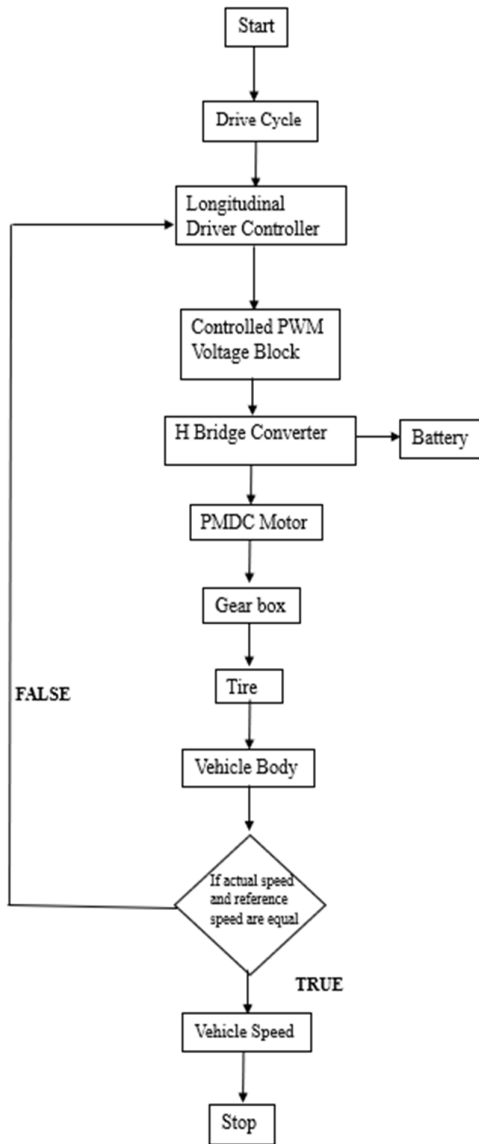 Start
Drive Cycle
Longitudinal
Driver Controller
Controlled PWM
Voltage Block
H Bridge Converter
Battery
PMDC Motor
Gear box
Tire
FALSE
Vehicle Body
If actual speed
and reference
speed are equal
TRUE
Vehicle Speed
Stop